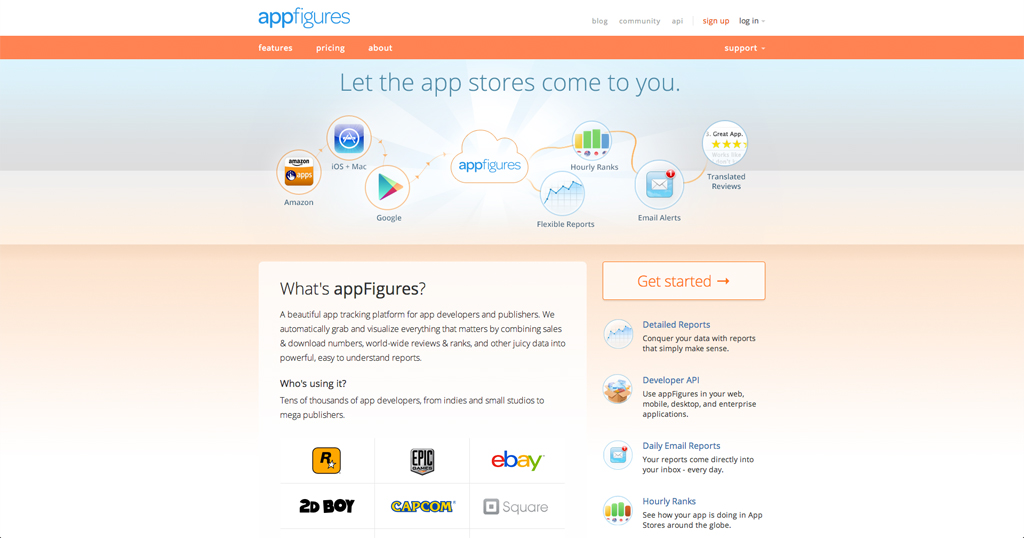 appfigures
blog community api sign up log in
features pricing about support
Let the app stores come to you.
amazon
apps
Amazon
iOS + Mac
Google
appfigures
Hourly Ranks
Flexible Reports
1
Email Alerts
1. Great App.
Works like
Translated
Reviews
What's appFigures?
A beautiful app tracking platform for app developers and publishers. We
automatically grab and visualize everything that matters by combining sales
& download numbers, world-wide reviews & ranks, and other juicy data into
powerful, easy to understand reports.
Who's using it?
Tens of thousands of app developers, from indies and small studios to
mega publishers.
R
EPIC
GAMES
ebay
2D BOY
CAPCOM
Square
Get started →
Detailed Reports
Conquer your data with reports
that simply make sense.
Developer API
Use appFigures in your web,
mobile, desktop, and enterprise
applications.
Daily Email Reports
Your reports come directly into
your inbox - every day.
Hourly Ranks
See how your app is doing in App
Stores around the globe.